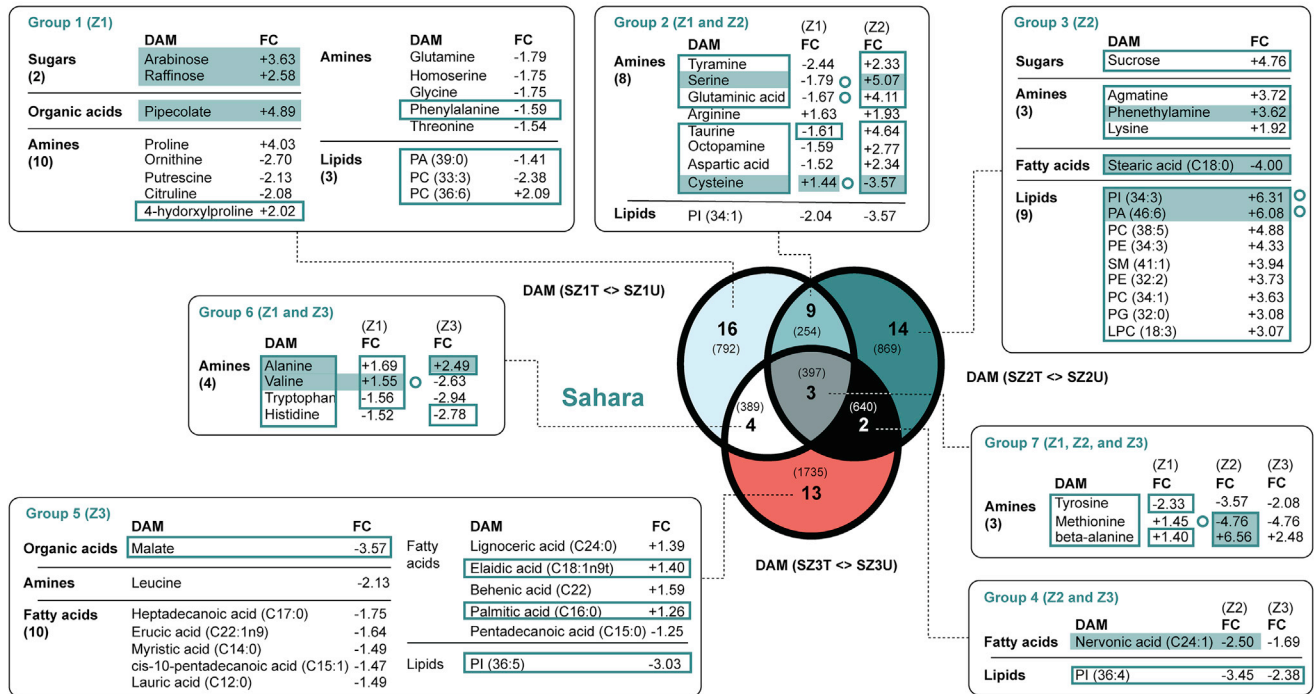 Group 1 (Z1)
DAM FC
Sugars (2)
Arabinose +3.63
Raffinose +2.58
Organic acids Pipecolate +4.89
Amines (10)
Proline +4.03
Ornithine -2.70
Putrescine -2.13
Citruline -2.08
4-hydorxylproline +2.02
DAM FC
Amines
Glutamine -1.79
Homoserine -1.75
Glycine -1.75
Phenylalanine -1.59
Threonine -1.54
Lipids (3)
PA (39:0) -1.41
PC (33:3) -2.38
PC (36:6) +2.09
Group 2 (Z1 and Z2)
(Z1) (Z2)
DAM FC FC
Amines (8)
Tyramine -2.44 +2.33
Serine -1.79 +5.07
Glutaminic acid -1.67 +4.11
Arginine +1.63 +1.93
Taurine -1.61 +4.64
Octopamine -1.59 +2.77
Aspartic acid -1.52 +2.34
Cysteine +1.44 -3.57
Lipids PI (34:1) -2.04 -3.57
Group 3 (Z2)
DAM FC
Sugars Sucrose +4.76
Amines (3)
Agmatine +3.72
Phenethylamine +3.62
Lysine +1.92
Fatty acids Stearic acid (C18:0) -4.00
Lipids (9)
PI (34:3) +6.31
PA (46:6) +6.08
PC (38:5) +4.88
PE (34:3) +4.33
SM (41:1) +3.94
PE (32:2) +3.73
PC (34:1) +3.63
PG (32:0) +3.08
LPC (18:3) +3.07
Group 6 (Z1 and Z3)
(Z1) (Z3)
DAM FC FC
Amines (4)
Alanine +1.69 +2.49
Valine +1.55 -2.63
Tryptophan -1.56 -2.94
Histidine -1.52 -2.78
DAM (SZ1T <> SZ1U)
DAM (SZ2T <> SZ2U)
DAM (SZ3T <> SZ3U)
Sahara
16
(792)
9
(254)
14
(869)
(397)
3
(389)
4
(640)
2
(1735)
13
Group 7 (Z1, Z2, and Z3)
(Z1) (Z2) (Z3)
DAM FC FC FC
Amines (3)
Tyrosine -2.33 -3.57 -2.08
Methionine +1.45 -4.76 -4.76
beta-alanine +1.40 +6.56 +2.48
Group 5 (Z3)
DAM FC
Organic acids Malate -3.57
Amines Leucine -2.13
Fatty acids (10)
Heptadecanoic acid (C17:0) -1.75
Erucic acid (C22:1n9) -1.64
Myristic acid (C14:0) -1.49
cis-10-pentadecanoic acid (C15:1) -1.47
Lauric acid (C12:0) -1.49
DAM FC
Fatty acids
Lignoceric acid (C24:0) +1.39
Elaidic acid (C18:1n9t) +1.40
Behenic acid (C22) +1.59
Palmitic acid (C16:0) +1.26
Pentadecanoic acid (C15:0) -1.25
Lipids PI (36:5) -3.03
Group 4 (Z2 and Z3)
(Z2) (Z3)
DAM FC FC
Fatty acids Nervonic acid (C24:1) -2.50 -1.69
Lipids PI (36:4) -3.45 -2.38